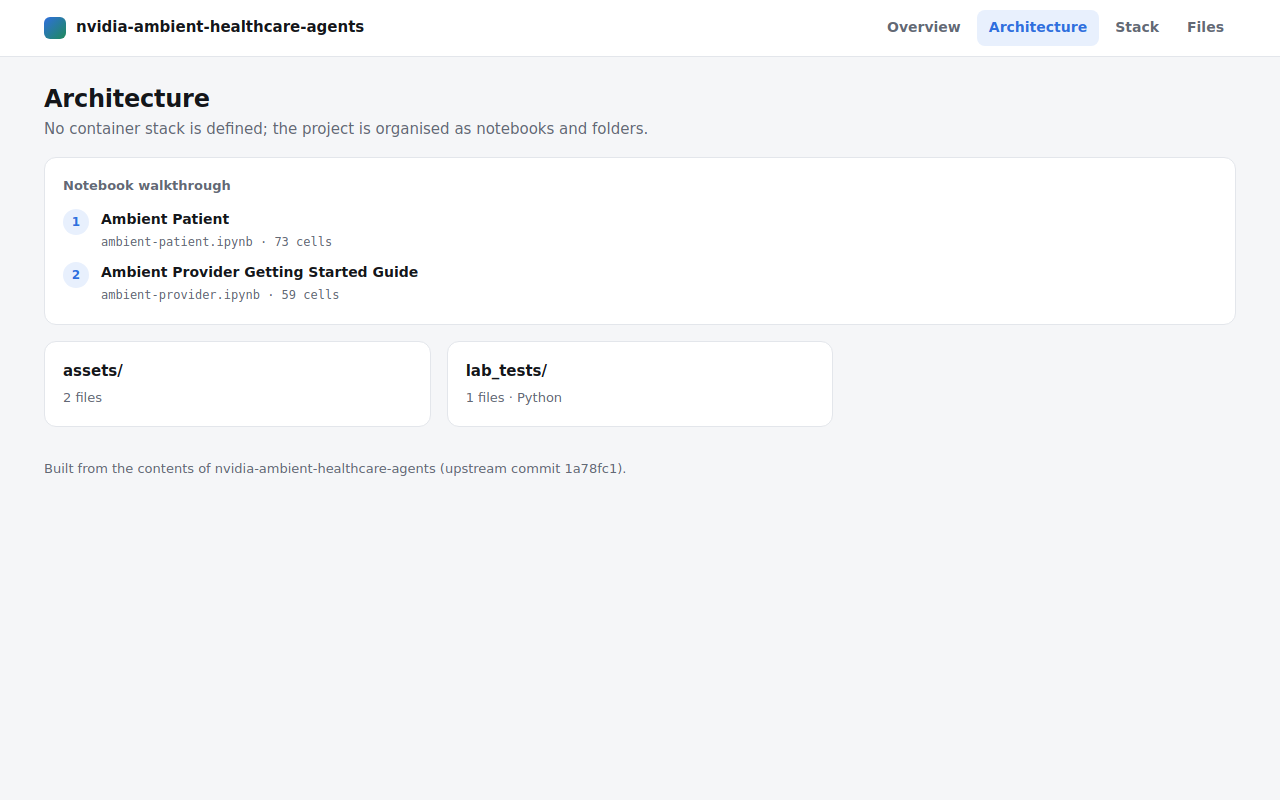 nvidia-ambient-healthcare-agents
Overview
Architecture
Stack
Files
Architecture
No container stack is defined; the project is organised as notebooks and folders.
Notebook walkthrough
1
Ambient Patient
ambient-patient.ipynb · 73 cells
2
Ambient Provider Getting Started Guide
ambient-provider.ipynb · 59 cells
assets/
2 files
lab_tests/
1 files · Python
Built from the contents of nvidia-ambient-healthcare-agents (upstream commit 1a78fc1).